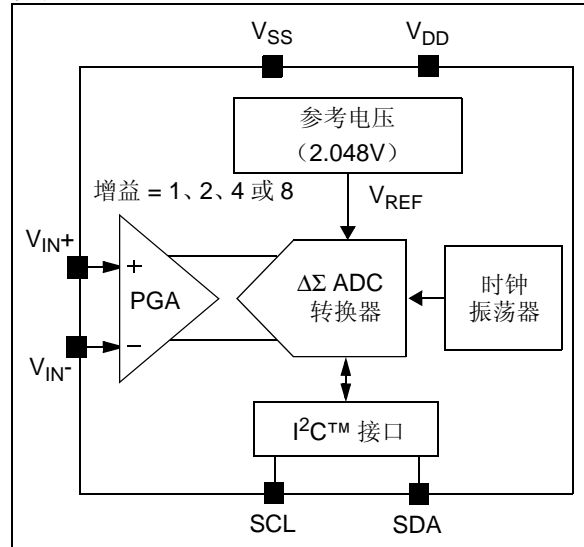 VSS VDD
参考电压
（2.048V）
增益 = 1、2、4 或 8
VREF
VIN+
+
PGA
ΔΣ ADC
转换器
时钟
振荡器
−
VIN-
I²C™ 接口
SCL SDA